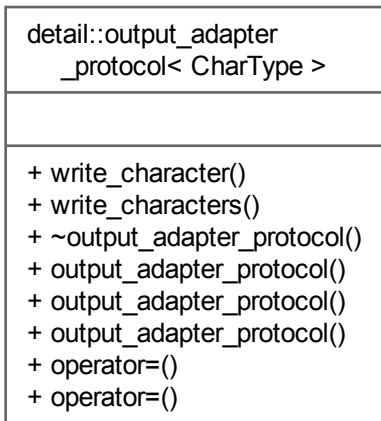 detail::output_adapter
_protocol< CharType >
+ write_character()
+ write_characters()
+ ~output_adapter_protocol()
+ output_adapter_protocol()
+ output_adapter_protocol()
+ output_adapter_protocol()
+ operator=()
+ operator=()